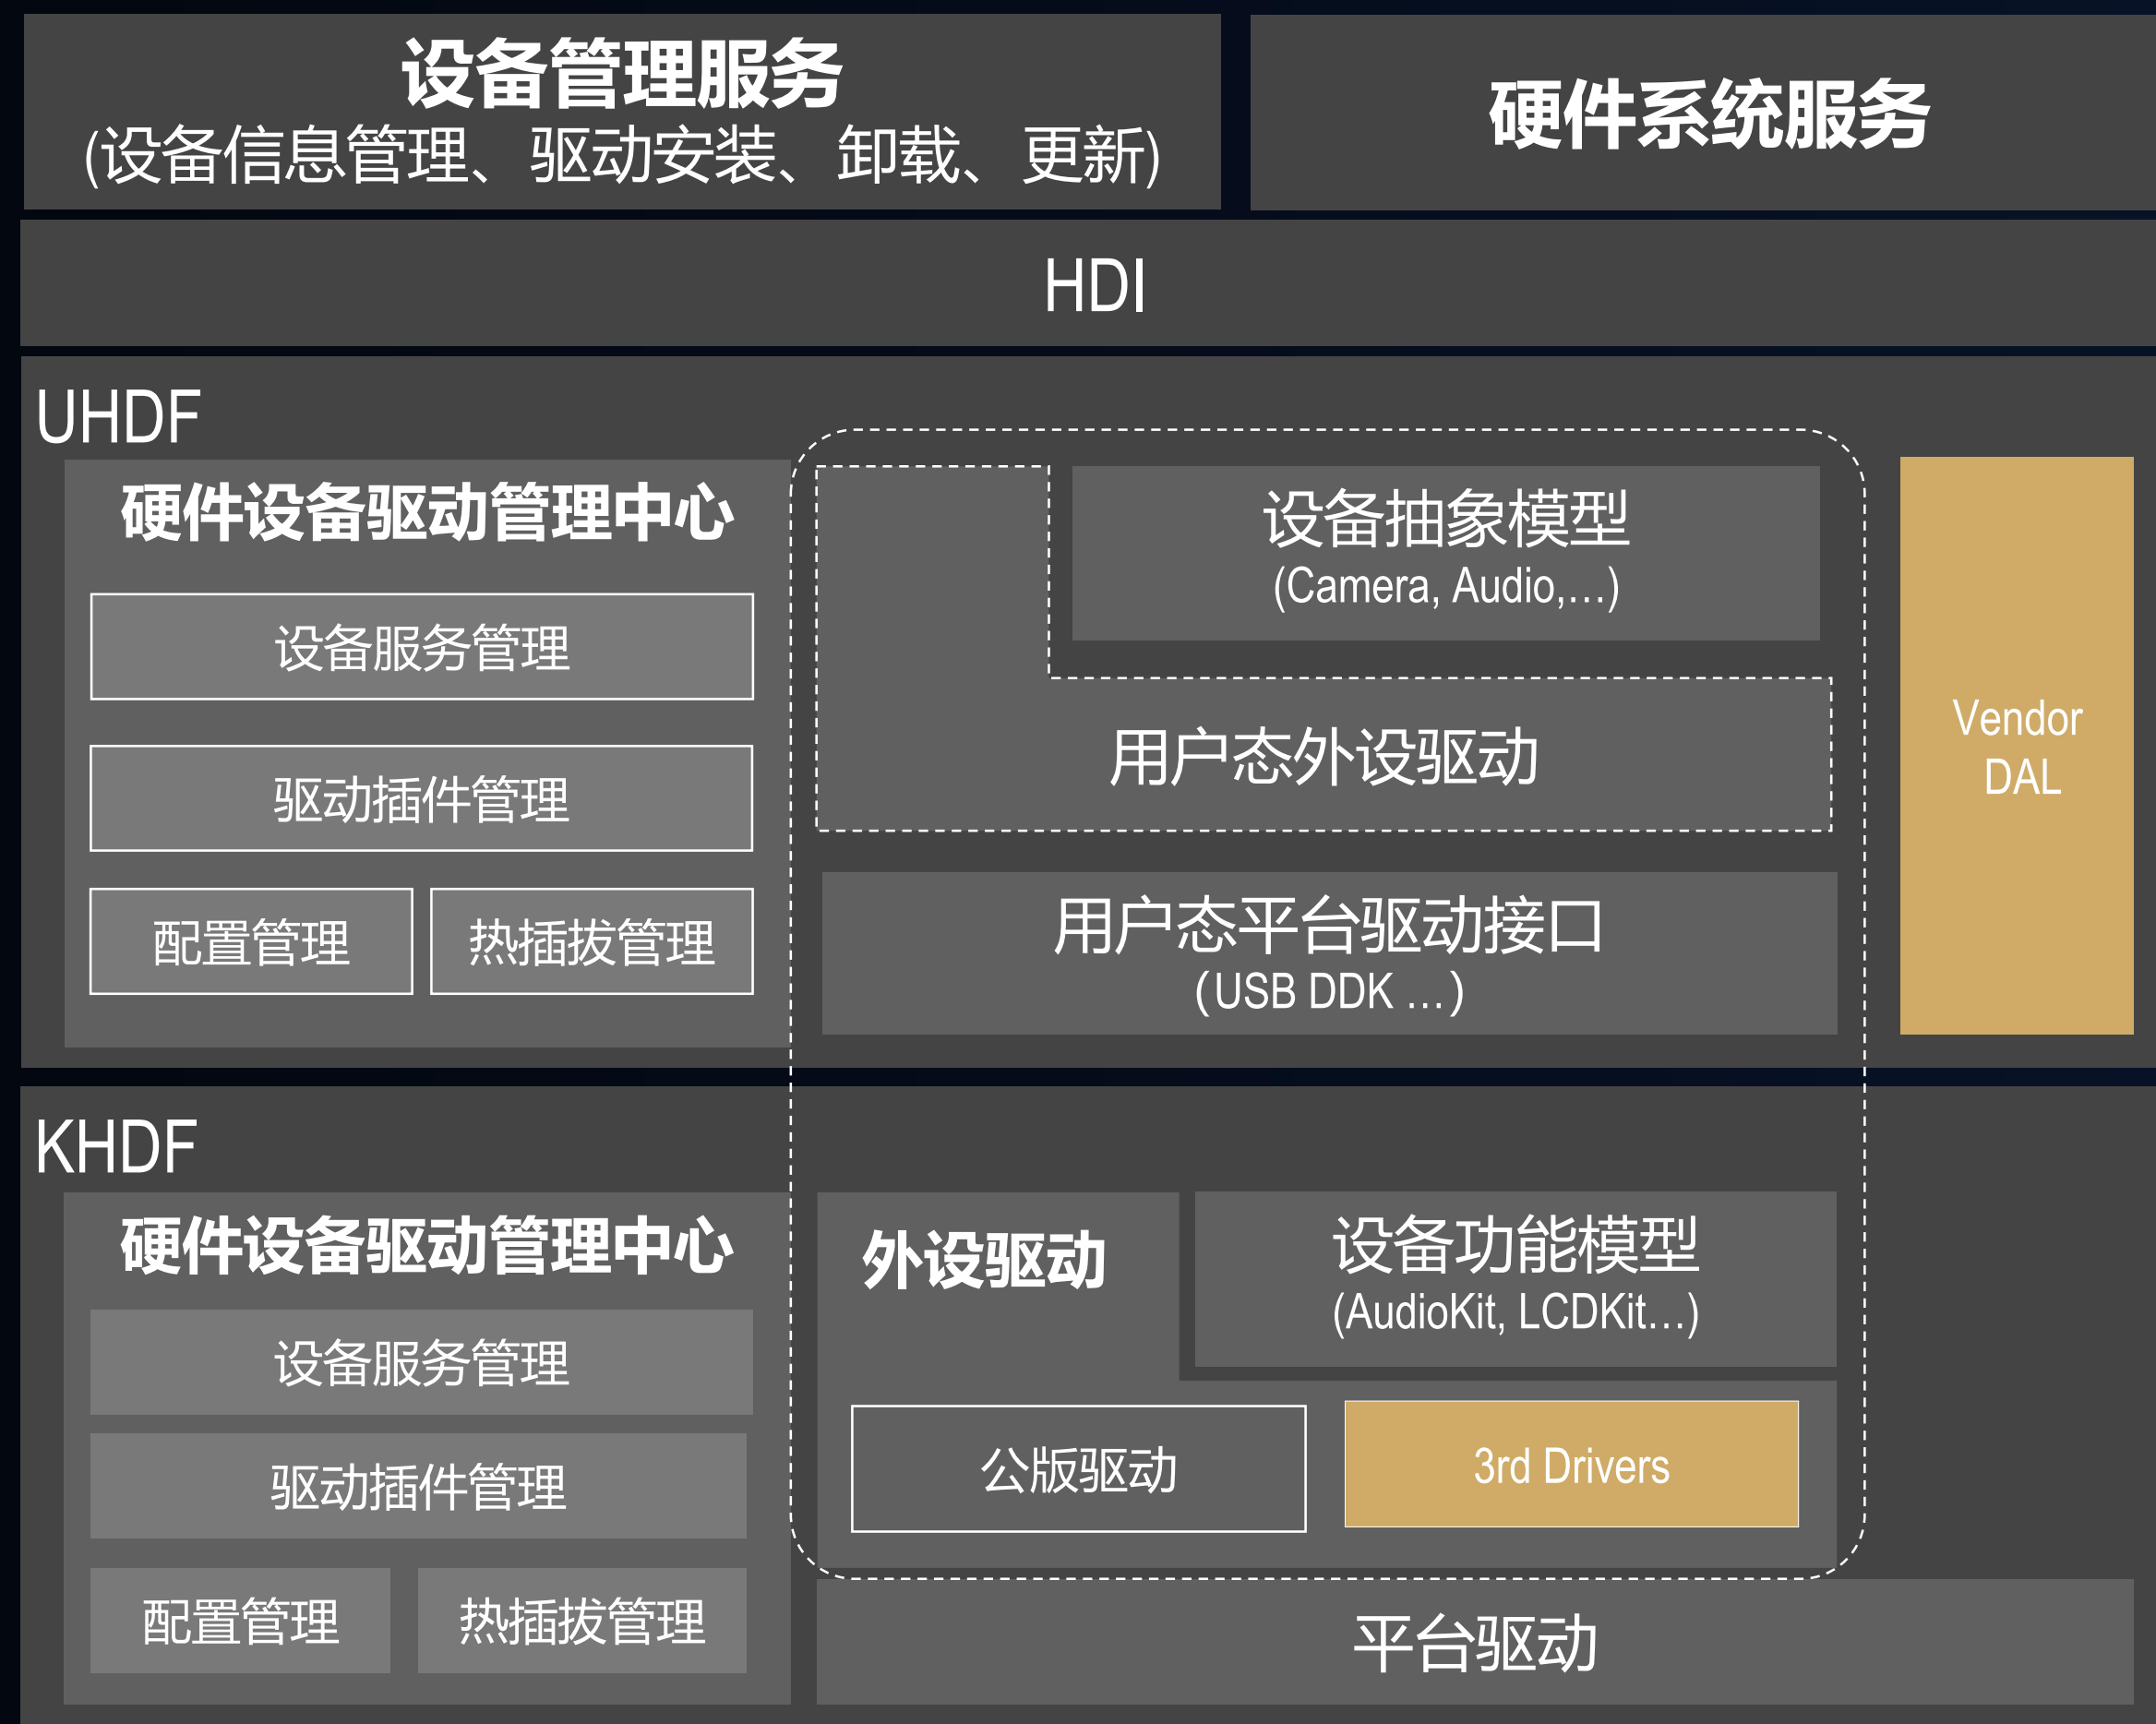 设备管理服务
(设备信息管理、驱动安装、卸载、更新)
硬件系统服务
HDI
UHDF
硬件设备驱动管理中心
设备服务管理
驱动插件管理
配置管理
热插拔管理
设备抽象模型
(Camera, Audio,...)
用户态外设驱动
用户态平台驱动接口
(USB DDK ...)
Vendor
DAL
KHDF
硬件设备驱动管理中心
设备服务管理
驱动插件管理
配置管理
热插拔管理
外设驱动
设备功能模型
(AudioKit, LCDKit...)
公版驱动
3rd Drivers
平台驱动